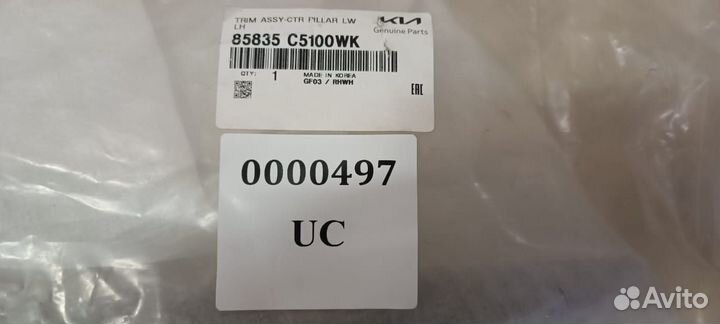 TRIM ASSY-CTR PILLAR LW
LH
KIA
Genuine Parts
85835 C5100WK
QTY: 1 MADE IN KOREA
GF03 / RHWH
EAC
0000497
UC
Avito